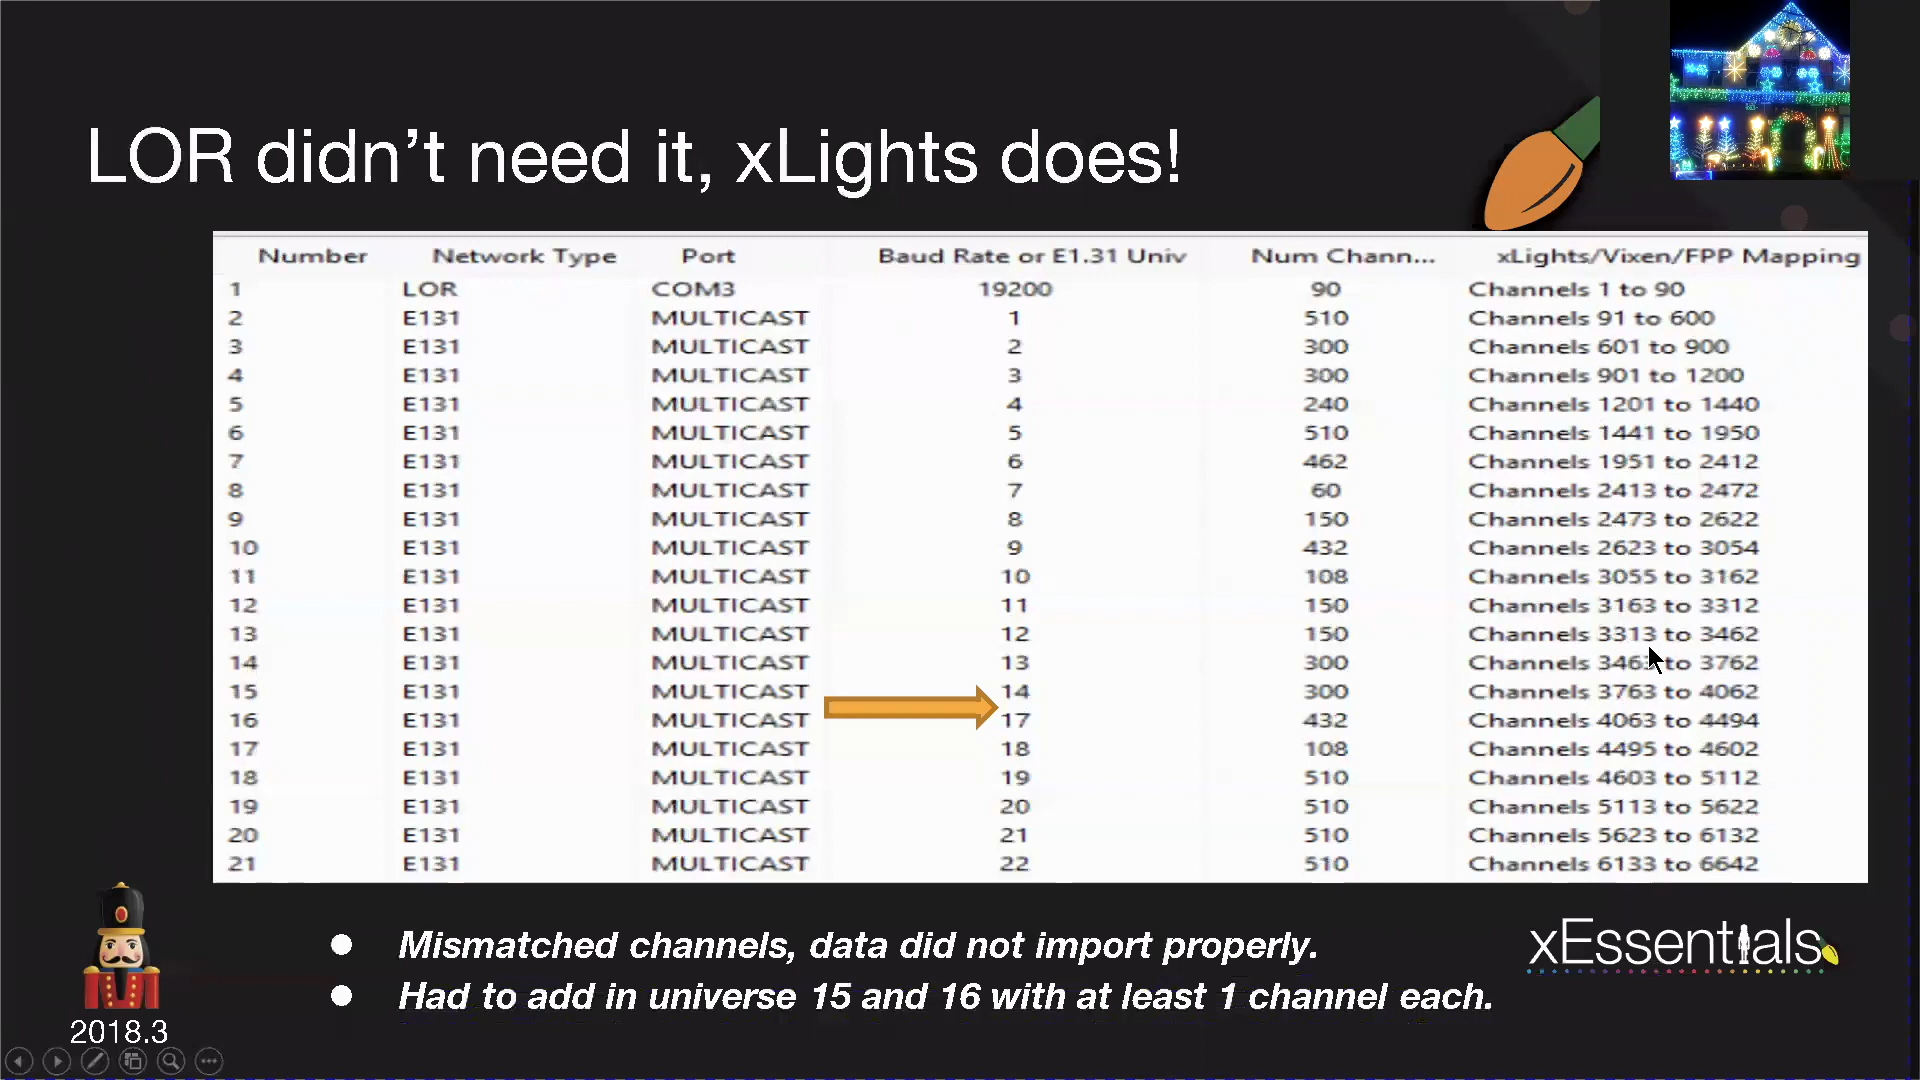 LOR didn’t need it, xLights does!
Number Network Type Port Baud Rate or E1.31 Univ Num Chann... xLights/Vixen/FPP Mapping
1 LOR COM3 19200 90 Channels 1 to 90
2 E131 MULTICAST 1 510 Channels 91 to 600
3 E131 MULTICAST 2 300 Channels 601 to 900
4 E131 MULTICAST 3 300 Channels 901 to 1200
5 E131 MULTICAST 4 240 Channels 1201 to 1440
6 E131 MULTICAST 5 510 Channels 1441 to 1950
7 E131 MULTICAST 6 462 Channels 1951 to 2412
8 E131 MULTICAST 7 60 Channels 2413 to 2472
9 E131 MULTICAST 8 150 Channels 2473 to 2622
10 E131 MULTICAST 9 432 Channels 2623 to 3054
11 E131 MULTICAST 10 108 Channels 3055 to 3162
12 E131 MULTICAST 11 150 Channels 3163 to 3312
13 E131 MULTICAST 12 150 Channels 3313 to 3462
14 E131 MULTICAST 13 300 Channels 3463 to 3762
15 E131 MULTICAST 14 300 Channels 3763 to 4062
16 E131 MULTICAST 17 432 Channels 4063 to 4494
17 E131 MULTICAST 18 108 Channels 4495 to 4602
18 E131 MULTICAST 19 510 Channels 4603 to 5112
19 E131 MULTICAST 20 510 Channels 5113 to 5622
20 E131 MULTICAST 21 510 Channels 5623 to 6132
21 E131 MULTICAST 22 510 Channels 6133 to 6642
● Mismatched channels, data did not import properly.
● Had to add in universe 15 and 16 with at least 1 channel each.
xEssentials
2018.3